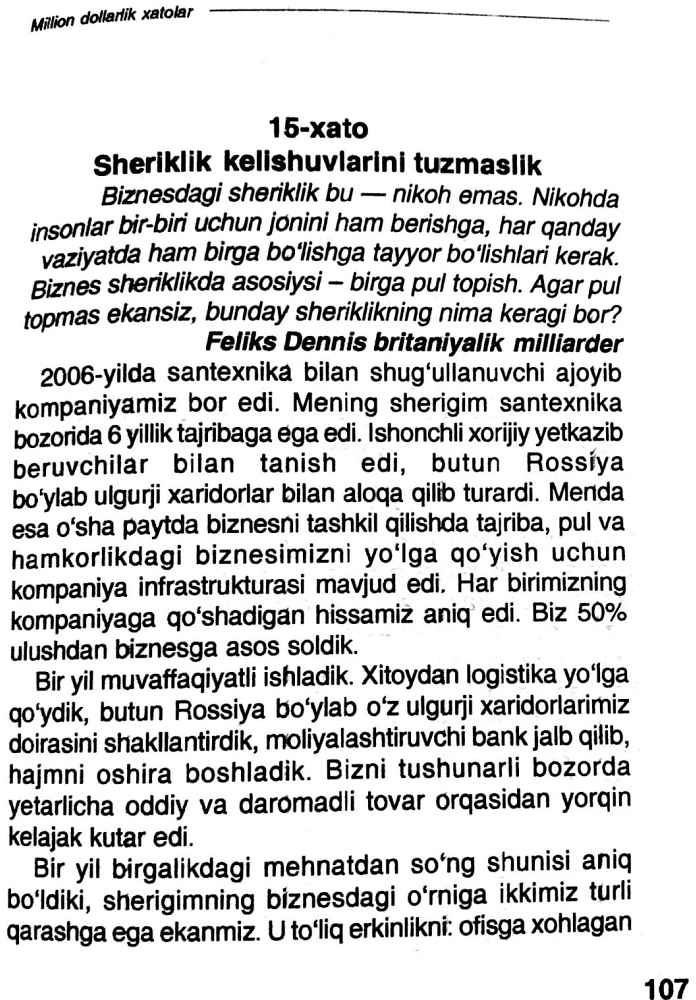 Million dollarlik xatolar
15-xato
Sheriklik kelishuvlarini tuzmaslik
Biznesdagi sheriklik bu — nikoh emas. Nikohda
insonlar bir-biri uchun jonini ham berishga, har qanday
vaziyatda ham birga bo‘lishga tayyor bo‘lishlari kerak.
Biznes sheriklikda asosiysi – birga pul topish. Agar pul
topmas ekansiz, bunday sheriklikning nima keragi bor?
Feliks Dennis britaniyalik milliarder
2006-yilda santexnika bilan shug‘ullanuvchi ajoyib
kompaniyamiz bor edi. Mening sherigim santexnika
bozorida 6 yillik tajribaga ega edi. Ishonchli xorijiy yetkazib
beruvchilar bilan tanish edi, butun Rossiya
bo‘ylab ulgurji xaridorlar bilan aloqa qilib turardi. Menda
esa o‘sha paytda biznesni tashkil qilishda tajriba, pul va
hamkorlikdagi biznesimizni yo‘lga qo‘yish uchun
kompaniya infrastrukturasi mavjud edi. Har birimizning
kompaniyaga qo‘shadigan hissamiz aniq edi. Biz 50%
ulushdan biznesga asos soldik.
Bir yil muvaffaqiyatli ishladik. Xitoydan logistika yo‘lga
qo‘ydik, butun Rossiya bo‘ylab o‘z ulgurji xaridorlarimiz
doirasini shakllantirdik, moliyalashtiruvchi bank jalb qilib,
hajmni oshira boshladik. Bizni tushunarli bozorda
yetarlicha oddiy va daromadli tovar orqasidan yorqin
kelajak kutar edi.
Bir yil birgalikdagi mehnatdan so‘ng shunisi aniq
bo‘ldiki, sherigimning biznesdagi o‘rniga ikkimiz turli
qarashga ega ekanmiz. U to‘liq erkinlikni: ofisga xohlagan
107